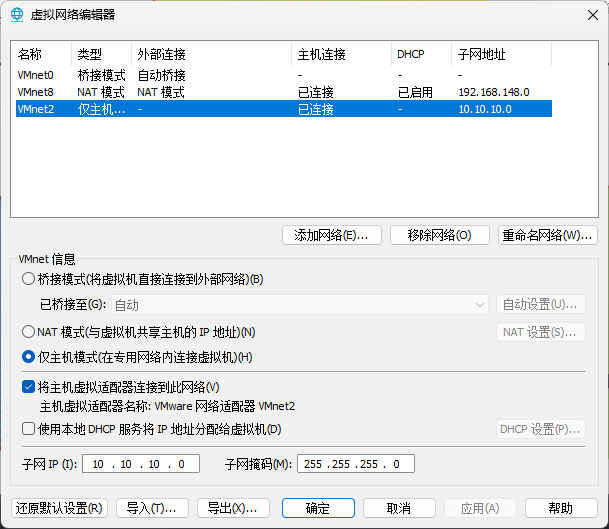 虚拟网络编辑器
名称 类型 外部连接 主机连接 DHCP 子网地址
VMnet0 桥接模式 自动桥接 - - -
VMnet8 NAT 模式 NAT 模式 已连接 已启用 192.168.148.0
VMnet2 仅主机... - 已连接 - 10.10.10.0
添加网络(E)... 移除网络(O) 重命名网络(W)...
VMnet 信息
桥接模式(将虚拟机直接连接到外部网络)(B)
已桥接至(G): 自动 自动设置(U)...
NAT 模式(与虚拟机共享主机的 IP 地址)(N) NAT 设置(S)...
仅主机模式(在专用网络内连接虚拟机)(H)
将主机虚拟适配器连接到此网络(V)
主机虚拟适配器名称: VMware 网络适配器 VMnet2
使用本地 DHCP 服务将 IP 地址分配给虚拟机(D) DHCP 设置(P)...
子网 IP (I): 10 . 10 . 10 . 0 子网掩码(M): 255 . 255 . 255 . 0
还原默认设置(R) 导入(T)... 导出(X)... 确定 取消 应用(A) 帮助